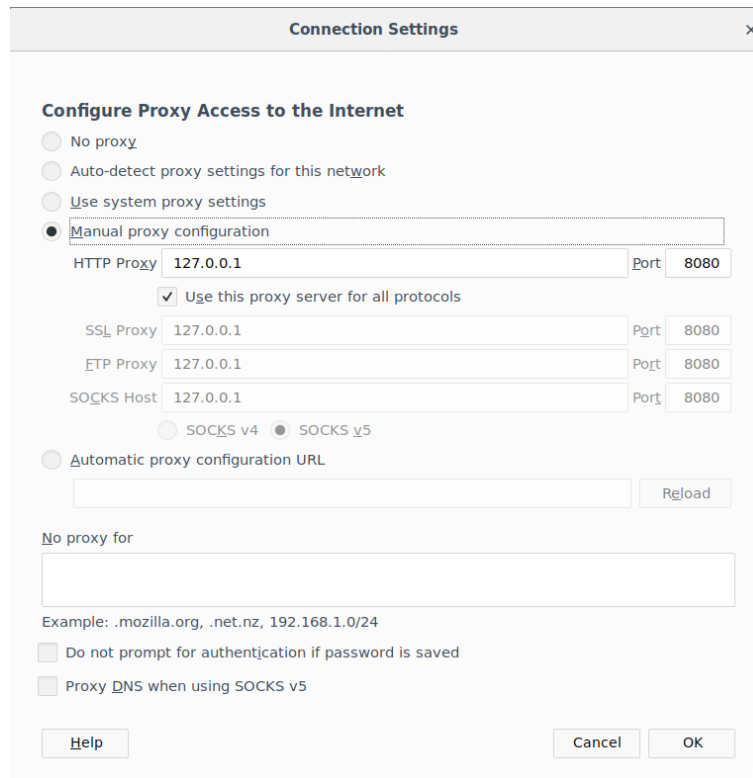 Connection Settings
Configure Proxy Access to the Internet
No proxy
Auto-detect proxy settings for this network
Use system proxy settings
Manual proxy configuration
HTTP Proxy 127.0.0.1 Port 8080
Use this proxy server for all protocols
SSL Proxy 127.0.0.1 Port 8080
FTP Proxy 127.0.0.1 Port 8080
SOCKS Host 127.0.0.1 Port 8080
SOCKS v4 SOCKS v5
Automatic proxy configuration URL
Reload
No proxy for
Example: .mozilla.org, .net.nz, 192.168.1.0/24
Do not prompt for authentication if password is saved
Proxy DNS when using SOCKS v5
Help Cancel OK